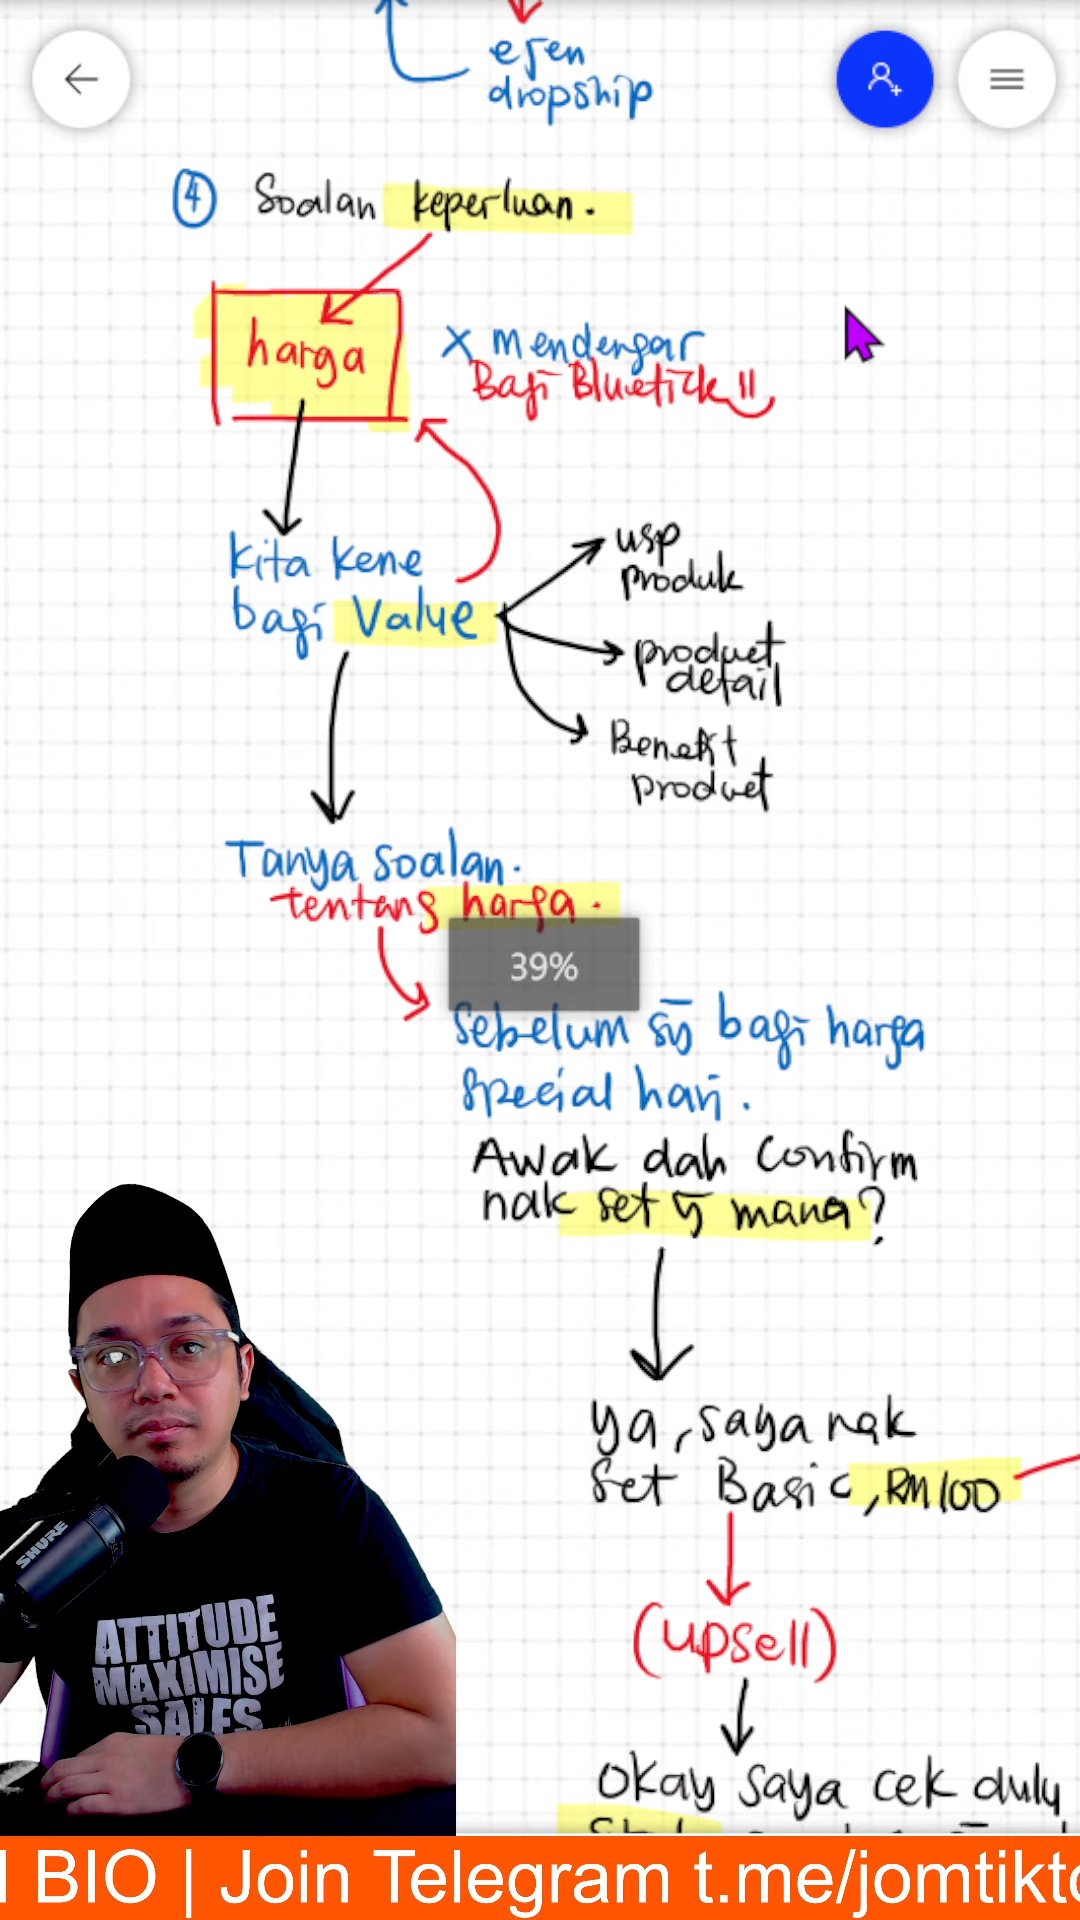 ejen
dropship
4 Soalan keperluan.
harga
x mendengar
Bagi Bluetick !!
Kita kene
bagi Value
usp
produk
product
detail
Benefit
product
Tanya soalan.
tentang harga.
39%
Sebelum sy bagi harga
special hari.
Awak dah confirm
nak set yg mana?
ya, saya nak
set Basic, RM100
(upsell)
Okay saya cek dulu
SHURE
ATTITUDE
MAXIMISE
SALES
BIO | Join Telegram t.me/jomtikto